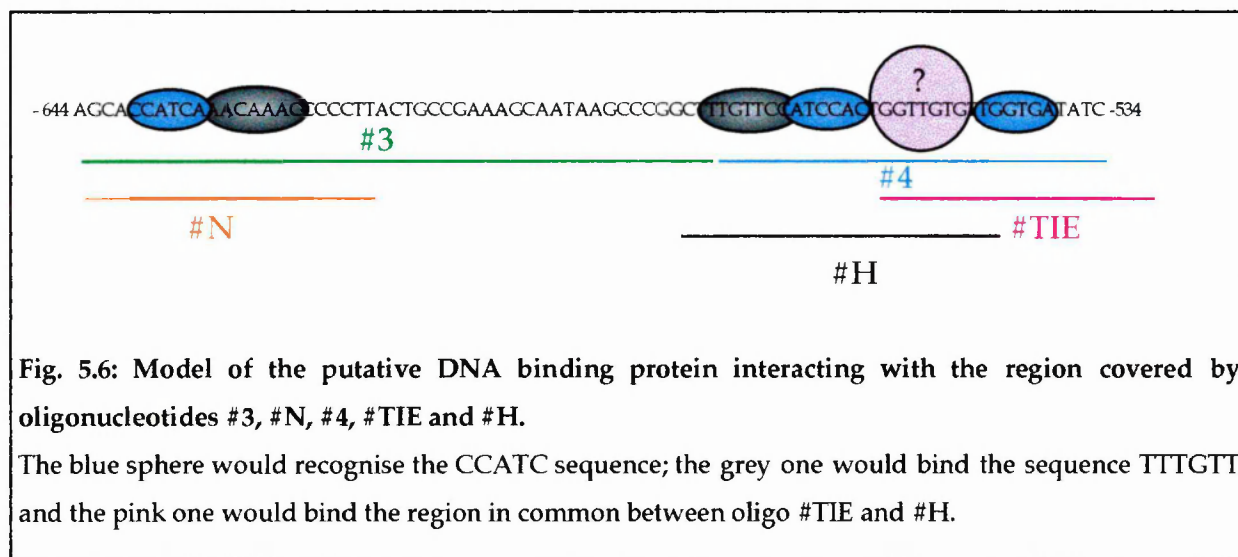 ?
- 644 AGCACCATCAAACAAAGCCCCTTACTGCCGAAAGCAATAAGCCCGGCTTTGTTCCATCCACTGGTTGTGTTGGTGATATC -534
#3
#4
#N
#TIE
#H
Fig. 5.6: Model of the putative DNA binding protein interacting with the region covered by
oligonucleotides #3, #N, #4, #TIE and #H.
The blue sphere would recognise the CCATC sequence; the grey one would bind the sequence TTTGTT
and the pink one would bind the region in common between oligo #TIE and #H.